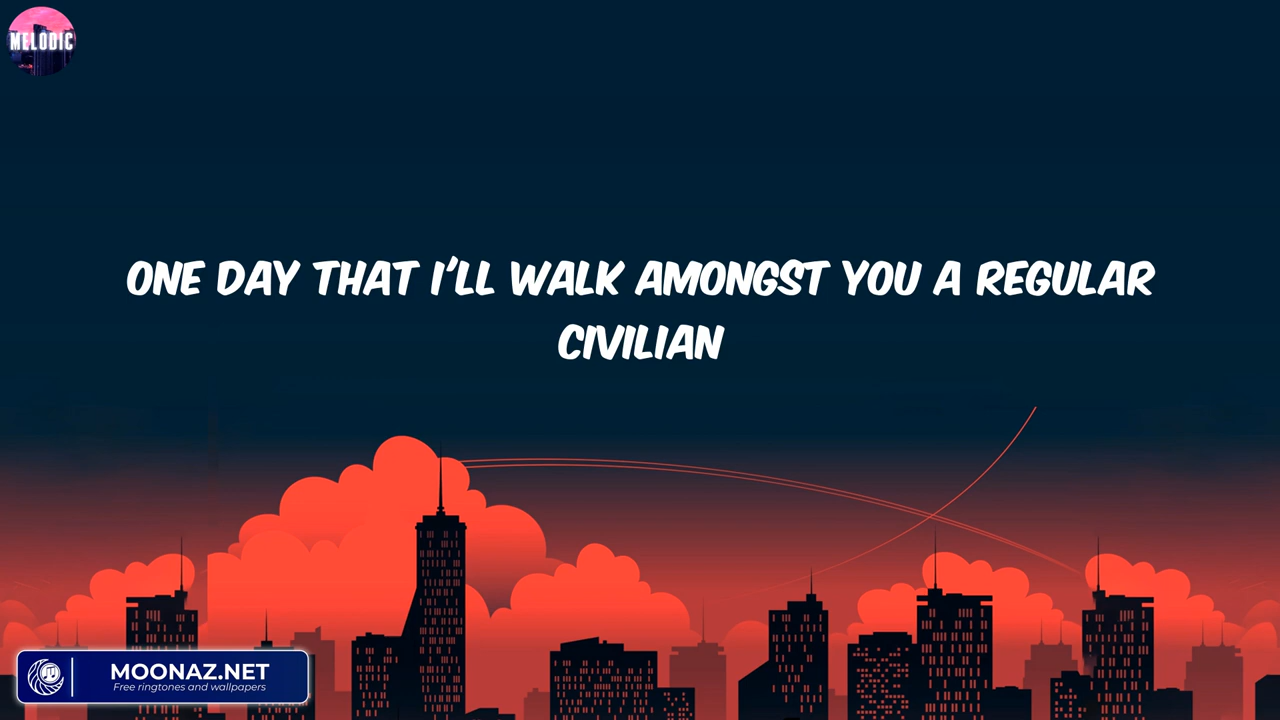 MELODIC
ONE DAY THAT I'LL WALK AMONGST YOU A REGULAR
CIVILIAN
MOONAZ.NET
Free ringtones and wallpapers